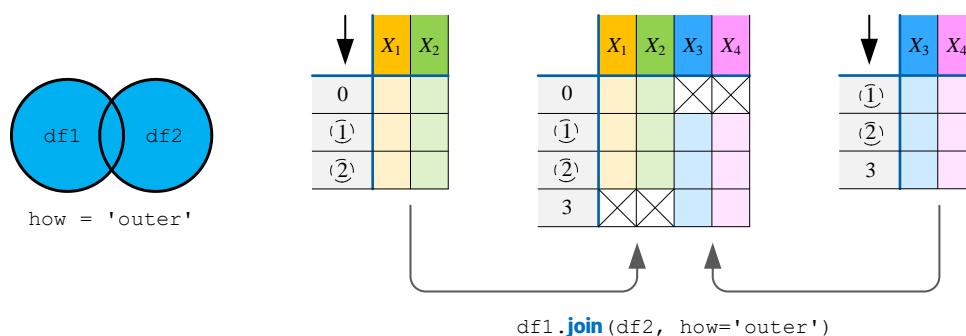 X1 X2
0
1
2
df1 df2
how = 'outer'
X1 X2 X3 X4
0
1
2
3
X3 X4
1
2
3
df1.join(df2, how='outer')